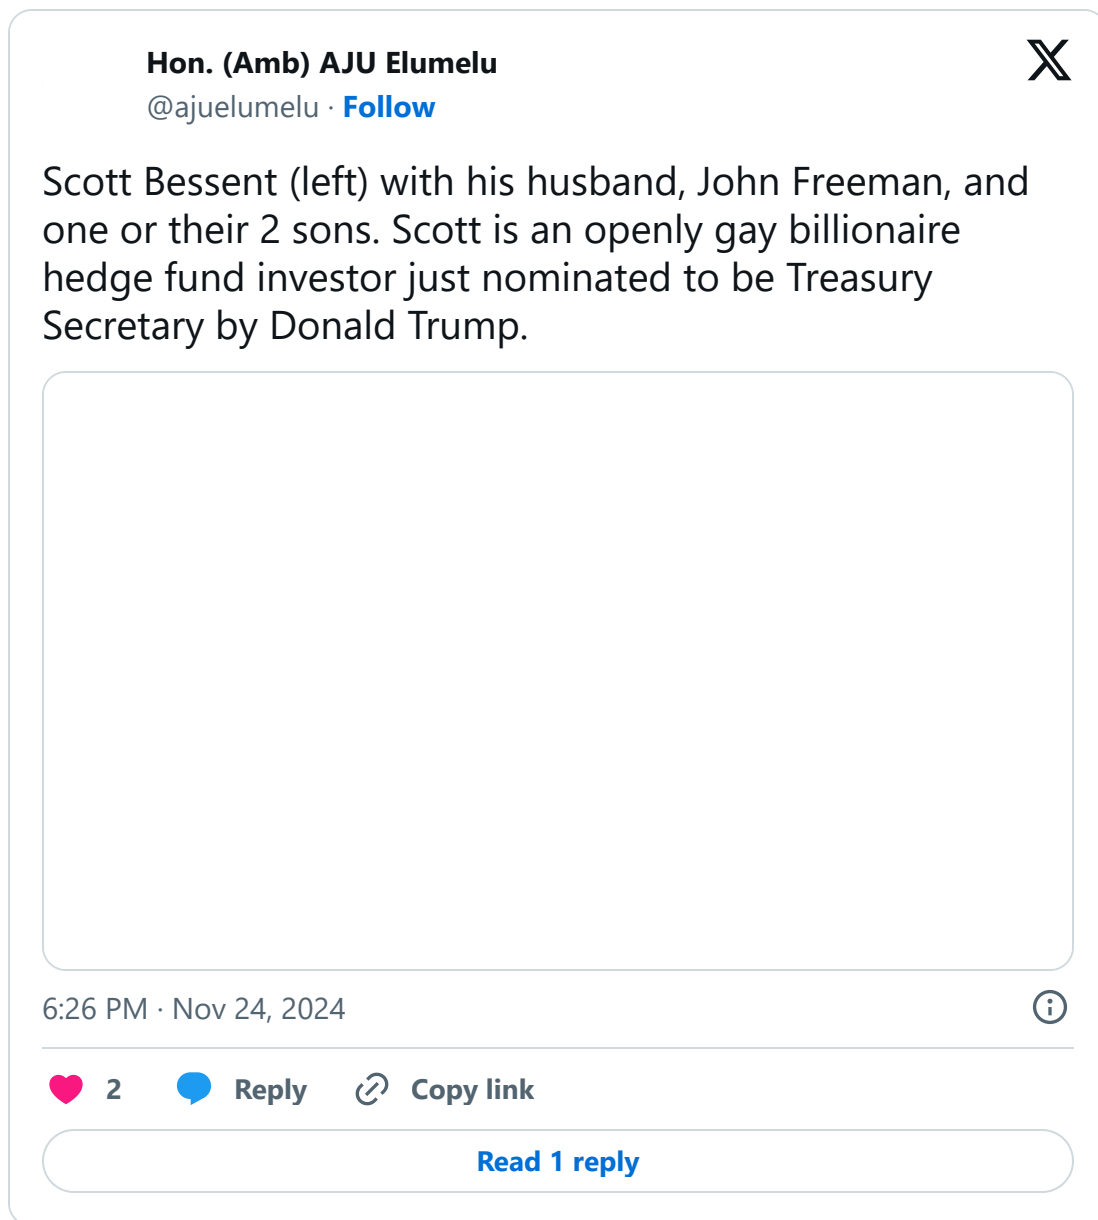 Hon. (Amb) AJU Elumelu
@ajuelumelu · Follow
Scott Bessent (left) with his husband, John Freeman, and
one or their 2 sons. Scott is an openly gay billionaire
hedge fund investor just nominated to be Treasury
Secretary by Donald Trump.
6:26 PM · Nov 24, 2024
2 Reply Copy link
Read 1 reply